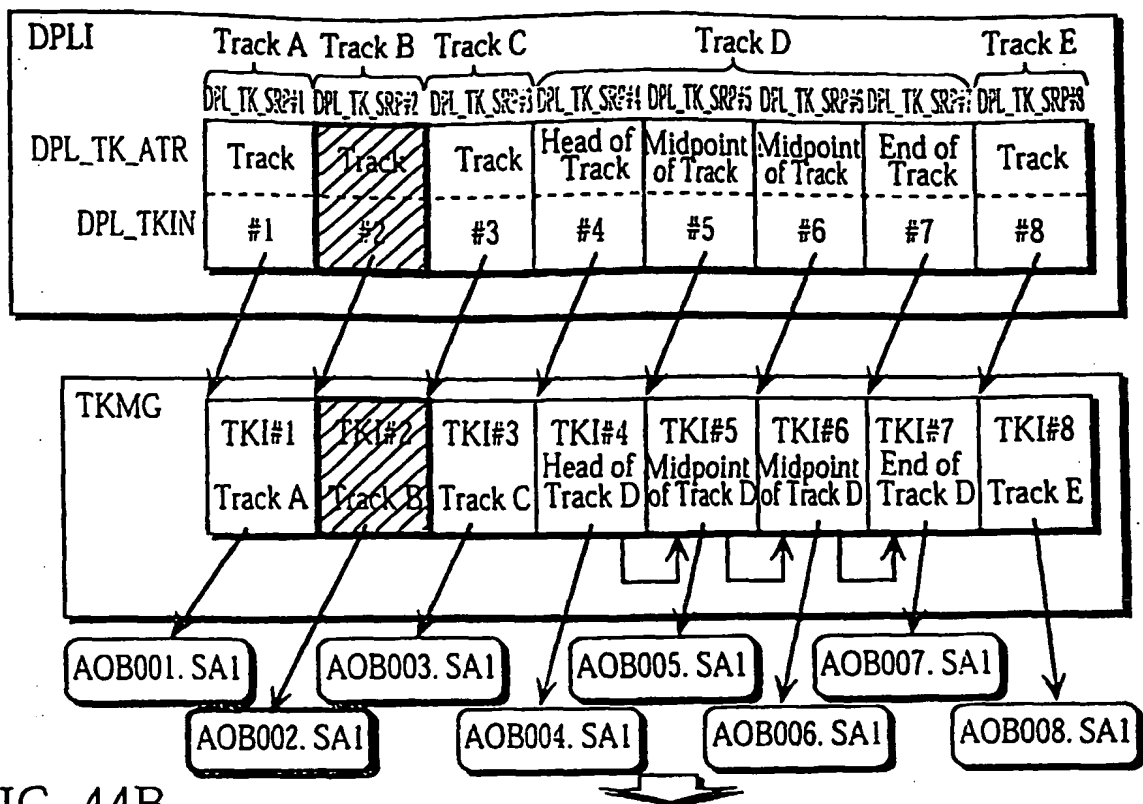 DPLI
Track A Track B Track C Track D Track E
DPL_TK_SRP#1 DPL_TK_SRP#2 DPL_TK_SRP#3 DPL_TK_SRP#4 DPL_TK_SRP#5 DPL_TK_SRP#6 DPL_TK_SRP#7 DPL_TK_SRP#8
DPL_TK_ATR Track Track Track Head of Track Midpoint of Track Midpoint of Track End of Track Track
DPL_TKIN #1 #2 #3 #4 #5 #6 #7 #8
TKMG
TKI#1 TKI#2 TKI#3 TKI#4 TKI#5 TKI#6 TKI#7 TKI#8
Track A Track B Track C Head of Track D Midpoint of Track D Midpoint of Track D End of Track D Track E
AOB001. SA1 AOB003. SA1 AOB005. SA1 AOB007. SA1
AOB002. SA1 AOB004. SA1 AOB006. SA1 AOB008. SA1
44B